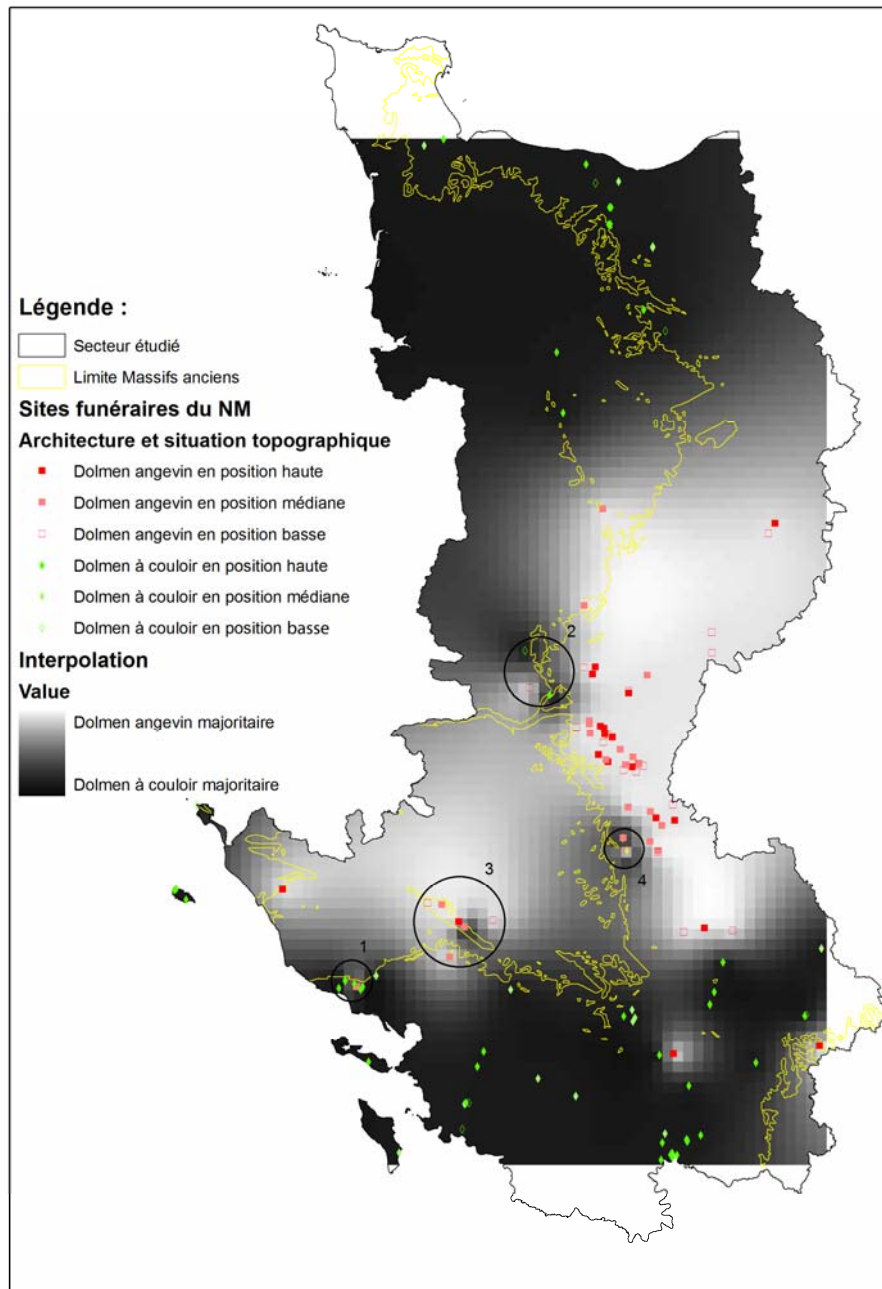 Légende :
Secteur étudié
Limite Massifs anciens
Sites funéraires du NM
Architecture et situation topographique
Dolmen angevin en position haute
Dolmen angevin en position médiane
Dolmen angevin en position basse
Dolmen à couloir en position haute
Dolmen à couloir en position médiane
Dolmen à couloir en position basse
Interpolation
Value
Dolmen angevin majoritaire
Dolmen à couloir majoritaire
2
3
4
1